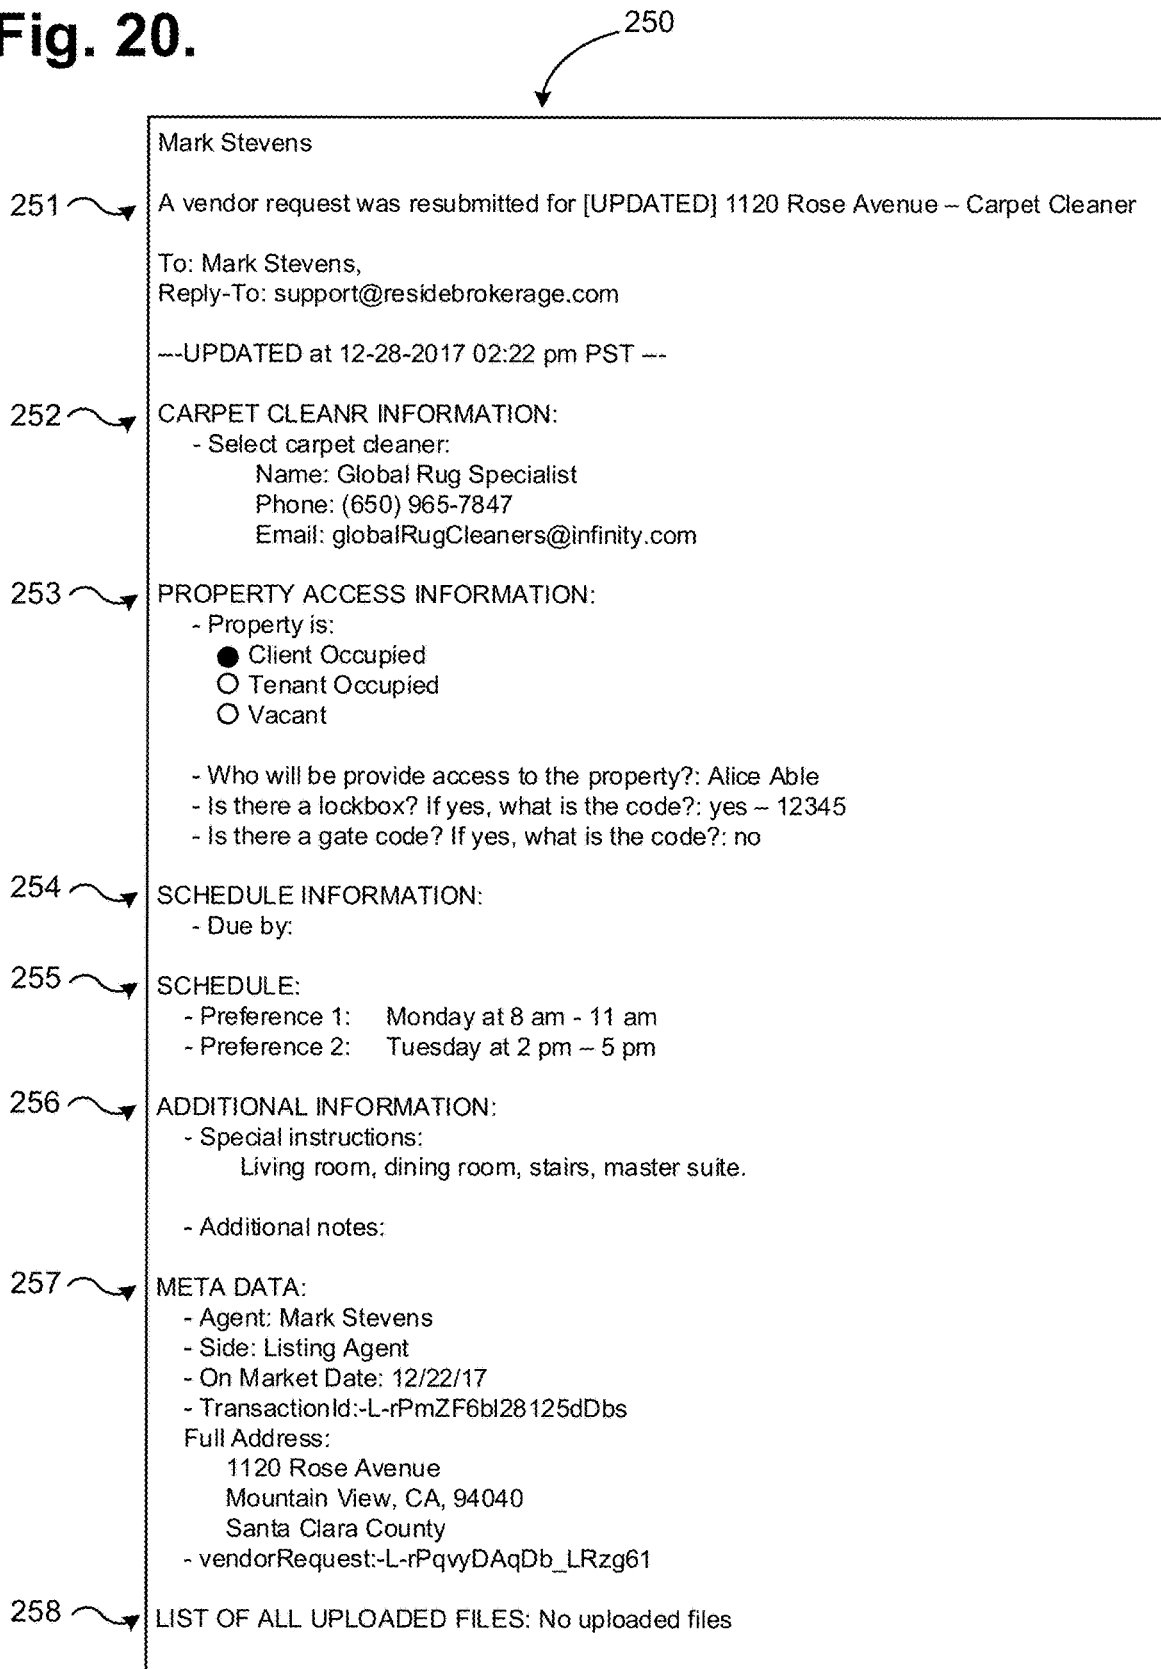 Fig. 20.
250
Mark Stevens
251
A vendor request was resubmitted for [UPDATED] 1120 Rose Avenue – Carpet Cleaner
To: Mark Stevens,
Reply-To: support@residebrokerage.com
---UPDATED at 12-28-2017 02:22 pm PST ---
252
CARPET CLEANR INFORMATION:
- Select carpet cleaner:
Name: Global Rug Specialist
Phone: (650) 965-7847
Email: globalRugCleaners@infinity.com
253
PROPERTY ACCESS INFORMATION:
- Property is:
Client Occupied
Tenant Occupied
Vacant
- Who will be provide access to the property?: Alice Able
- Is there a lockbox? If yes, what is the code?: yes – 12345
- Is there a gate code? If yes, what is the code?: no
254
SCHEDULE INFORMATION:
- Due by:
255
SCHEDULE:
- Preference 1: Monday at 8 am - 11 am
- Preference 2: Tuesday at 2 pm – 5 pm
256
ADDITIONAL INFORMATION:
- Special instructions:
Living room, dining room, stairs, master suite.
- Additional notes:
257
META DATA:
- Agent: Mark Stevens
- Side: Listing Agent
- On Market Date: 12/22/17
- TransactionId:-L-rPmZF6bl28125dDbs
Full Address:
1120 Rose Avenue
Mountain View, CA, 94040
Santa Clara County
- vendorRequest:-L-rPqvyDAqDb_LRzg61
258
LIST OF ALL UPLOADED FILES: No uploaded files